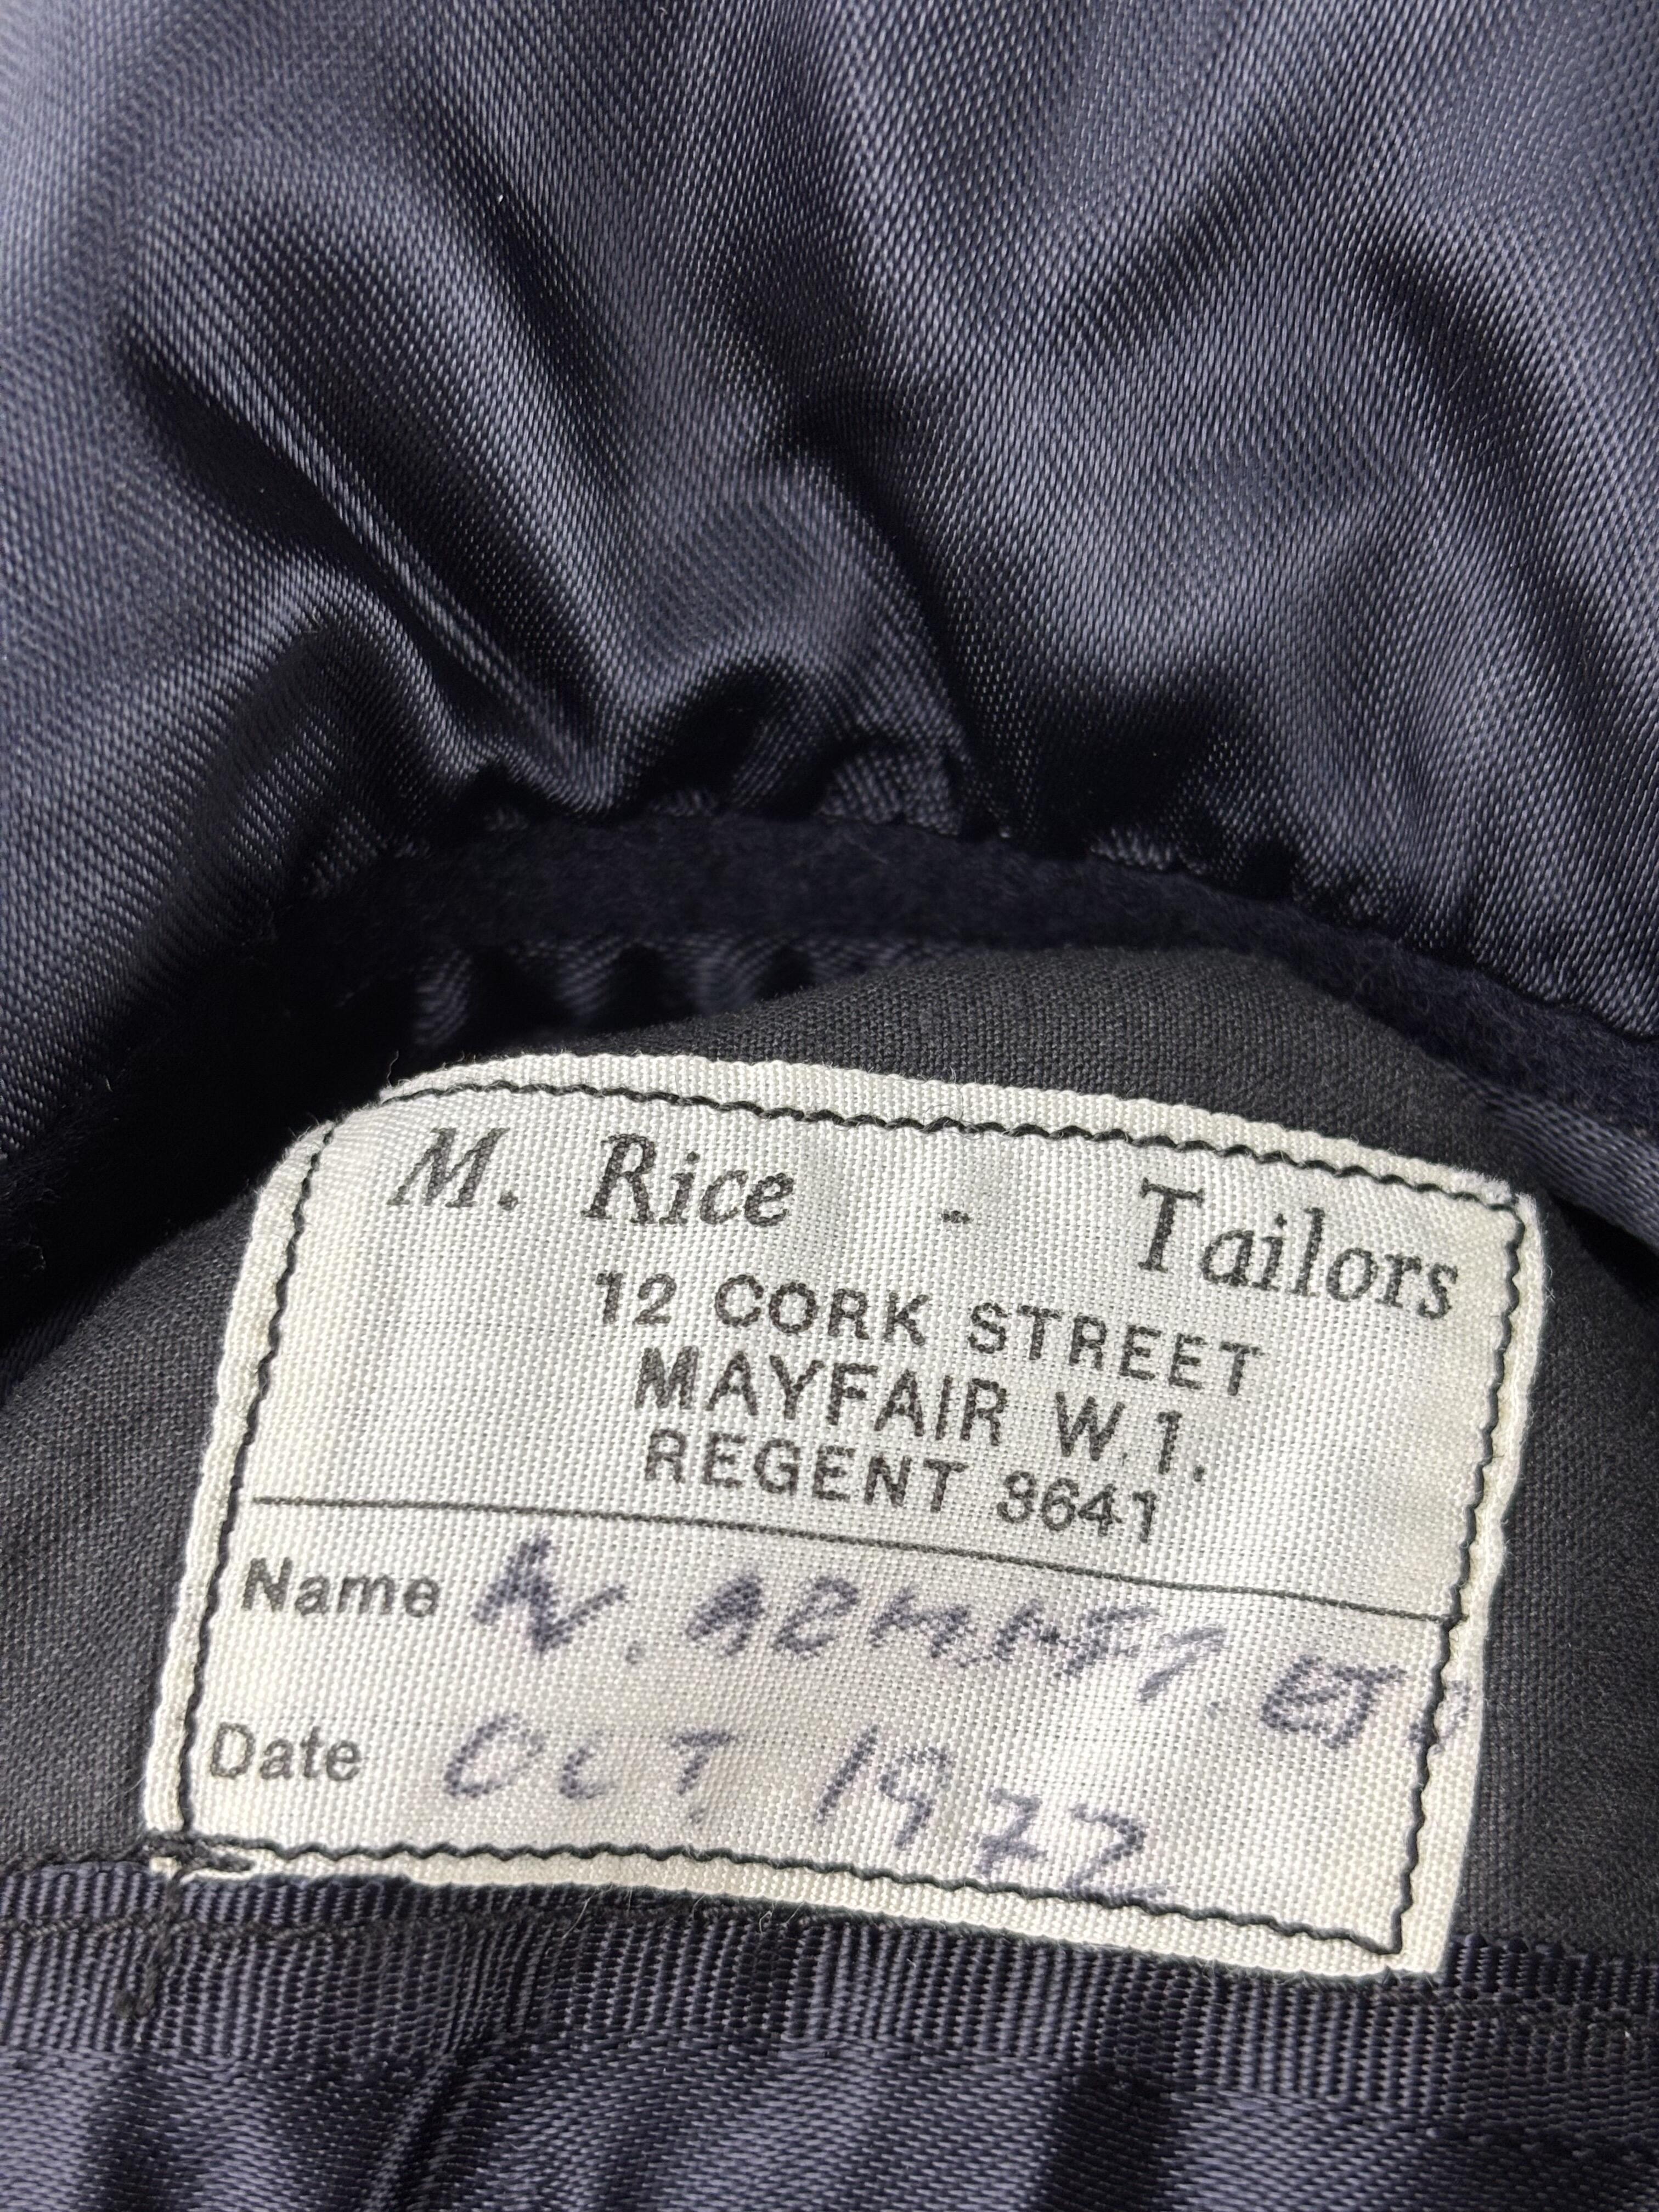 M. Rice - Tailors
12 CORK STREET
MAYFAIR W.1.
REGENT 3641
Name
Date OCT 1972